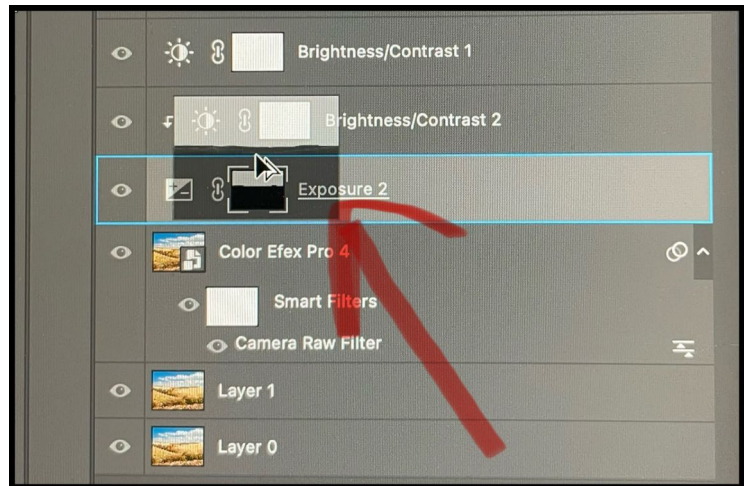 Brightness/Contrast 1
Brightness/Contrast 2
Exposure 2
Color Efex Pro 4
Smart Filters
Camera Raw Filter
Layer 1
Layer 0